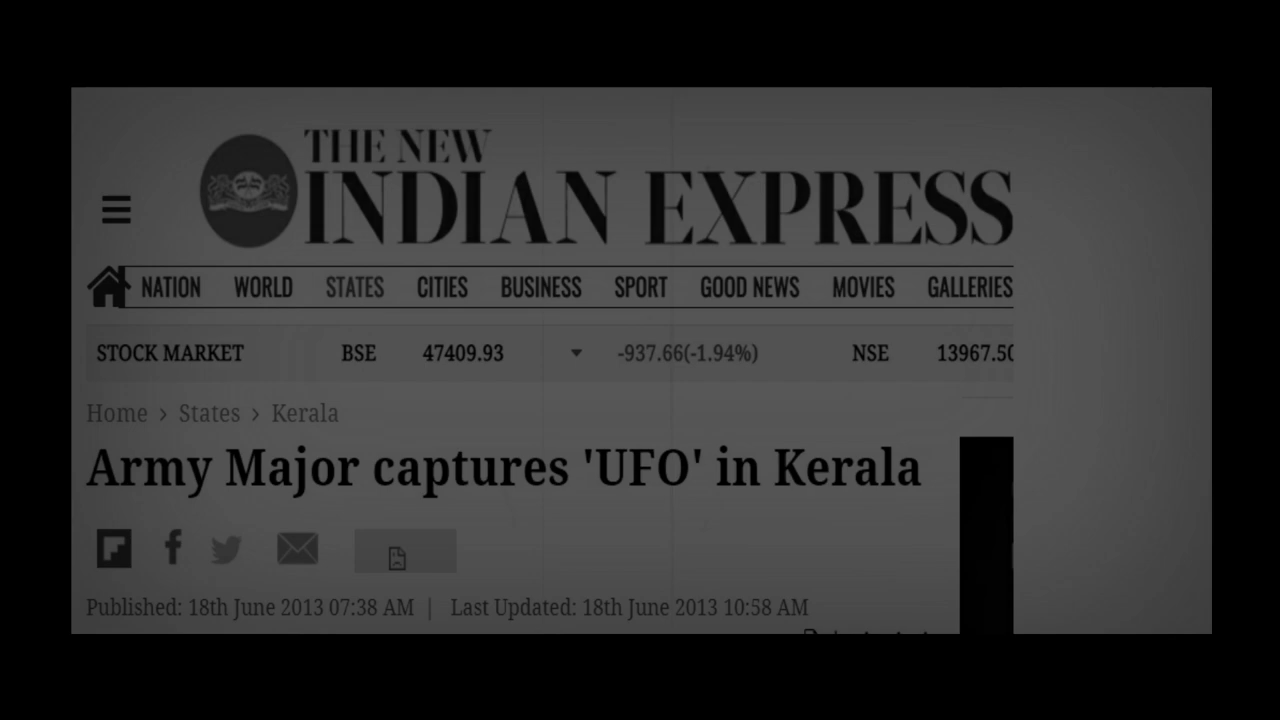 THE NEW
INDIAN EXPRESS
NATION WORLD STATES CITIES BUSINESS SPORT GOOD NEWS MOVIES GALLERIES
STOCK MARKET BSE 47409.93 -937.66(-1.94%) NSE 13967.50
Home › States › Kerala
Army Major captures 'UFO' in Kerala
Published: 18th June 2013 07:38 AM | Last Updated: 18th June 2013 10:58 AM